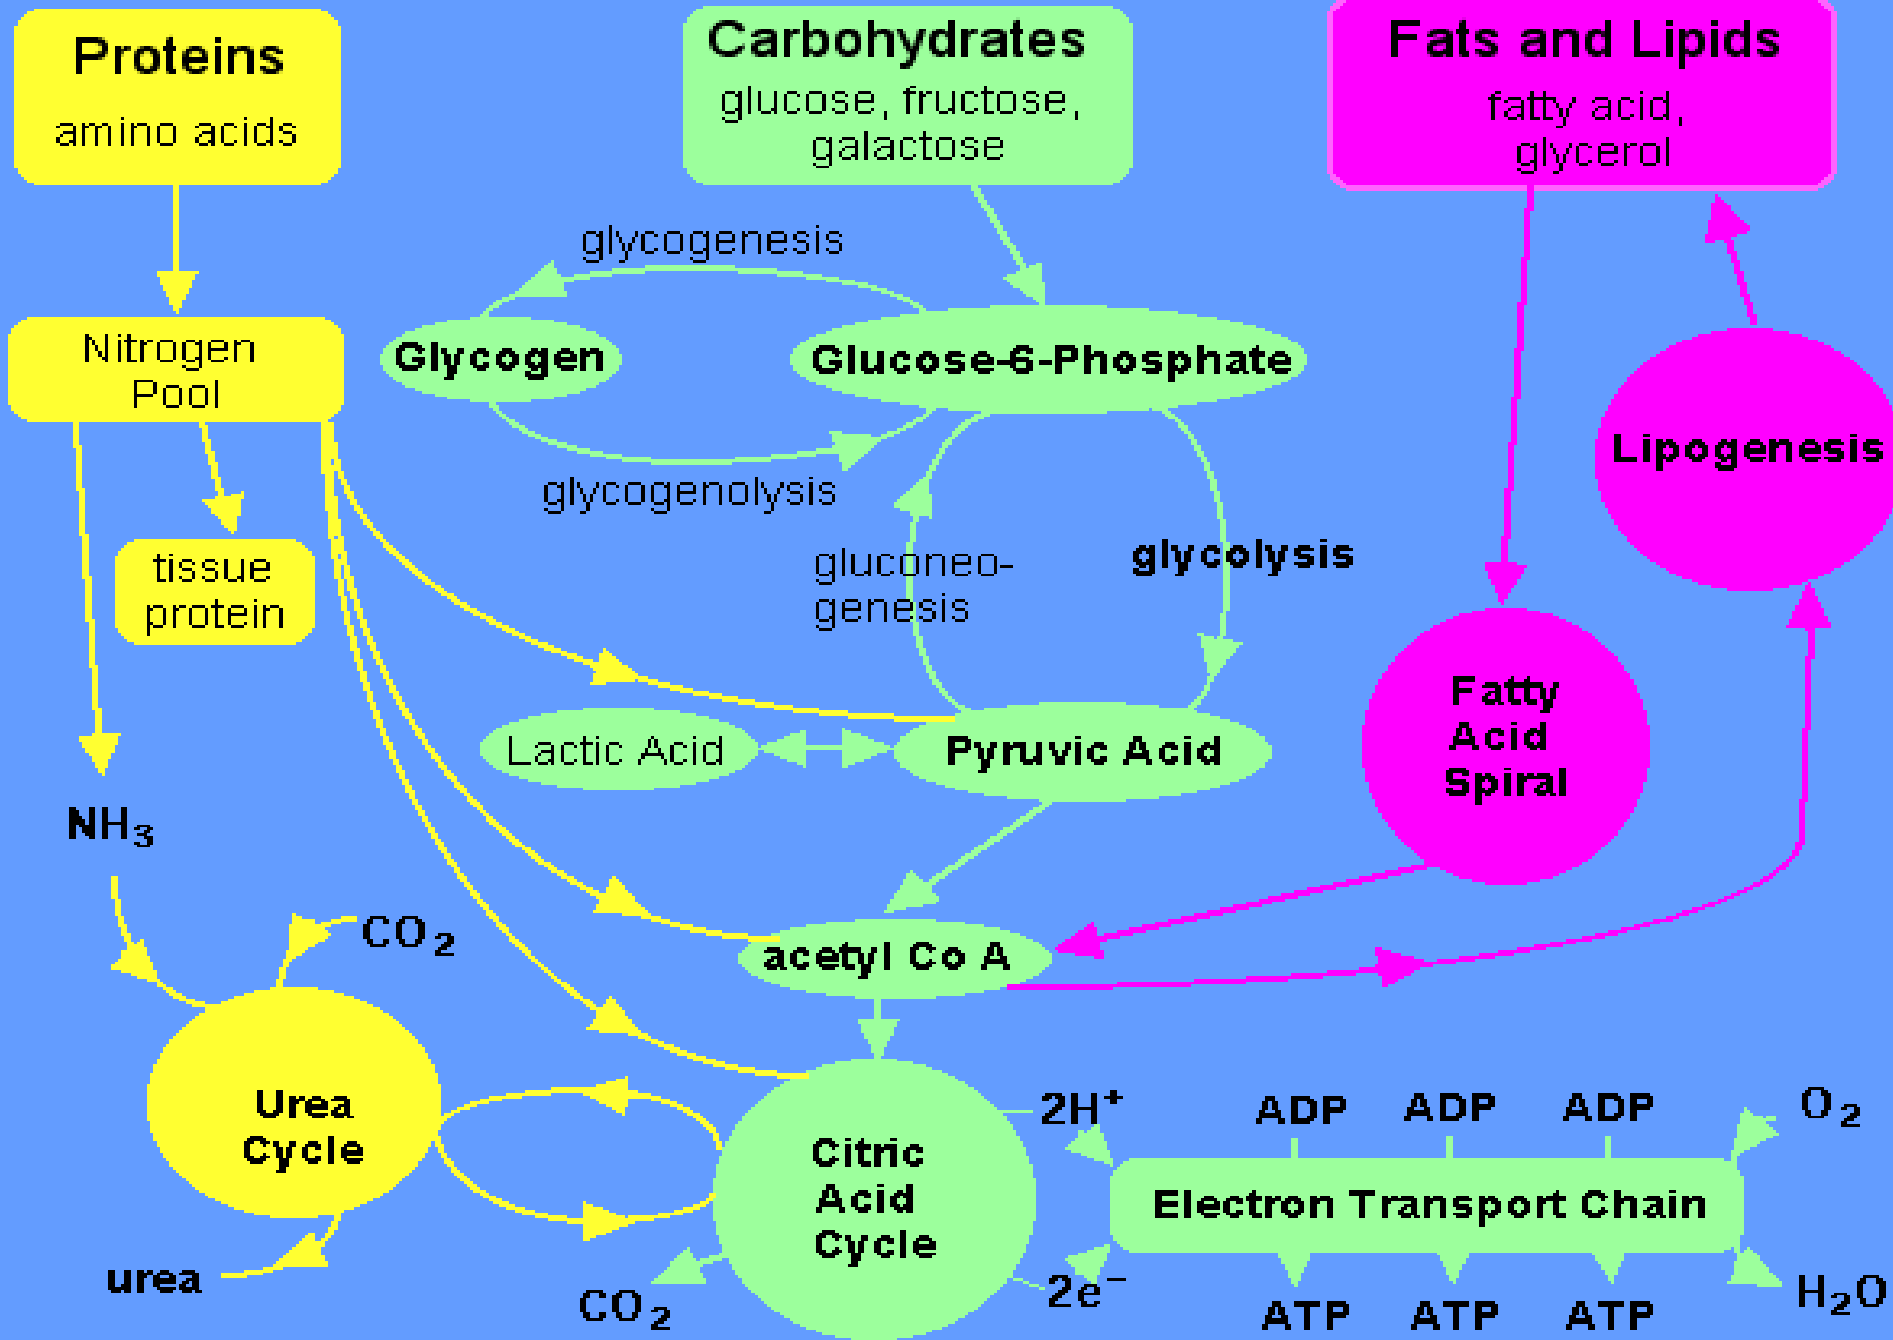 Proteins
amino acids
Carbohydrates
glucose, fructose,
galactose
Fats and Lipids
fatty acid,
glycerol
glycogenesis
Nitrogen
Pool
Glycogen
Glucose-6-Phosphate
Lipogenesis
glycogenolysis
tissue
protein
gluconeo-
genesis
glycolysis
Fatty
Acid
Spiral
Lactic Acid
Pyruvic Acid
NH₃
CO₂
acetyl Co A
Urea
Cycle
Citric
Acid
Cycle
2H⁺
ADP
ADP
ADP
O₂
Electron Transport Chain
urea
CO₂
2e⁻
ATP
ATP
ATP
H₂O